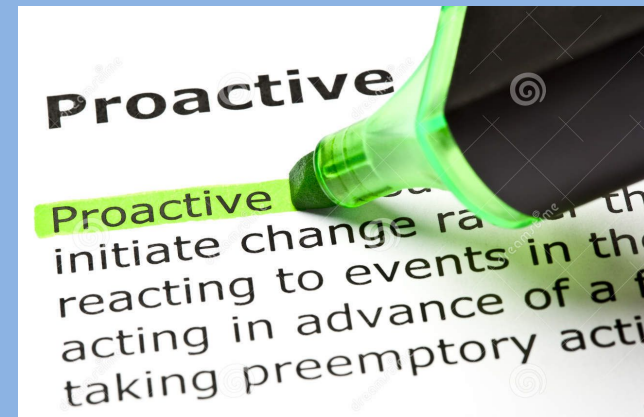 Proactive
Proactive
initiate change
reacting to events in
acting in advance of a
taking preemptory